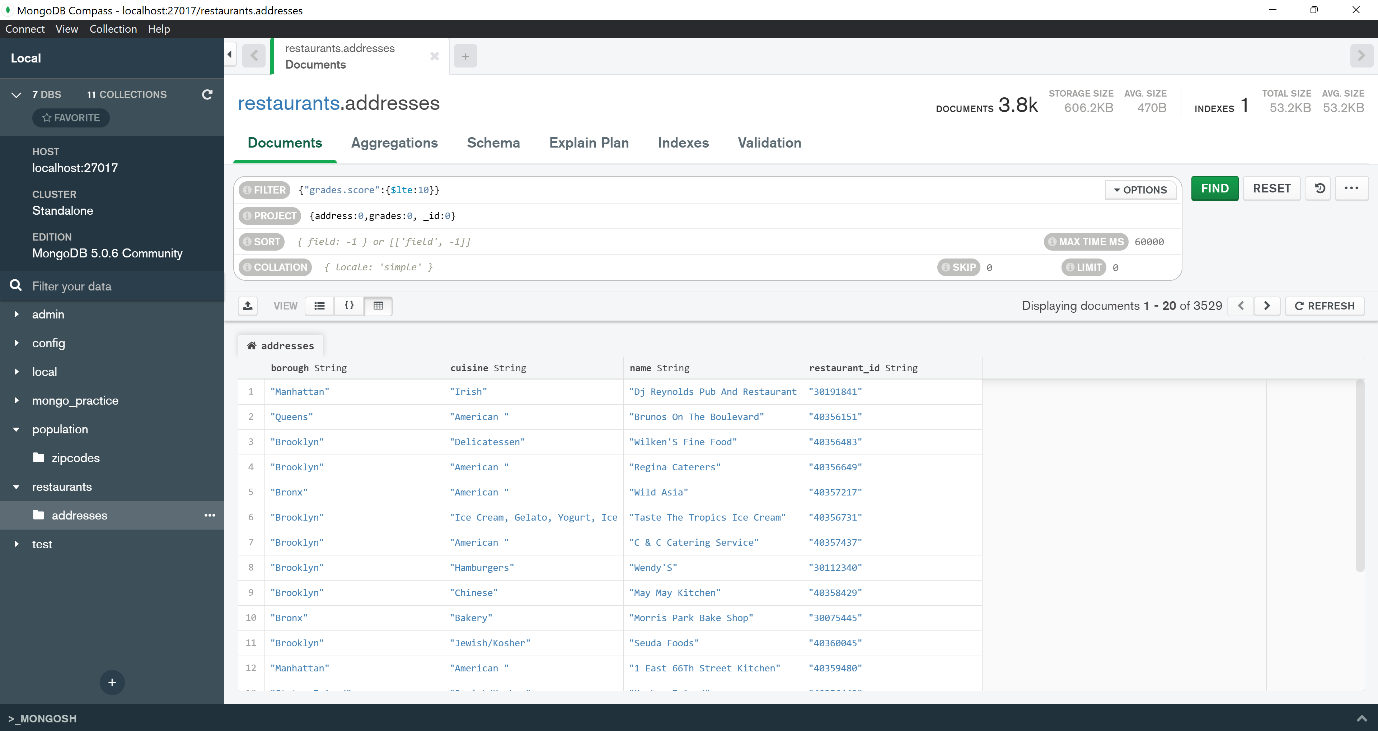 MongoDB Compass - localhost:27017/restaurants.addresses
Connect View Collection Help
Local
7 DBS 11 COLLECTIONS
FAVORITE
HOST
localhost:27017
CLUSTER
Standalone
EDITION
MongoDB 5.0.6 Community
Filter your data
admin
config
local
mongo_practice
population
zipcodes
restaurants
addresses
test
restaurants.addresses
Documents
restaurants.addresses
DOCUMENTS 3.8k STORAGE SIZE 606.2KB AVG. SIZE 470B INDEXES 1 TOTAL SIZE 53.2KB AVG. SIZE 53.2KB
Documents Aggregations Schema Explain Plan Indexes Validation
FILTER {"grades.score":{$lte:10}} OPTIONS FIND RESET
PROJECT {address:0,grades:0, _id:0}
SORT { field: -1 } or [['field', -1]] MAX TIME MS 60000
COLLATION { locale: 'simple' } SKIP 0 LIMIT 0
VIEW {} Displaying documents 1 - 20 of 3529 REFRESH
addresses
borough String cuisine String name String restaurant_id String
1 "Manhattan" "Irish" "Dj Reynolds Pub And Restaurant "30191841"
2 "Queens" "American " "Brunos On The Boulevard" "40356151"
3 "Brooklyn" "Delicatessen" "Wilken'S Fine Food" "40356483"
4 "Brooklyn" "American " "Regina Caterers" "40356649"
5 "Bronx" "American " "Wild Asia" "40357217"
6 "Brooklyn" "Ice Cream, Gelato, Yogurt, Ice "Taste The Tropics Ice Cream" "40356731"
7 "Brooklyn" "American " "C & C Catering Service" "40357437"
8 "Brooklyn" "Hamburgers" "Wendy'S" "30112340"
9 "Brooklyn" "Chinese" "May May Kitchen" "40358429"
10 "Bronx" "Bakery" "Morris Park Bake Shop" "30075445"
11 "Brooklyn" "Jewish/Kosher" "Seuda Foods" "40360045"
12 "Manhattan" "American " "1 East 66Th Street Kitchen" "40359480"
>_MONGOSH